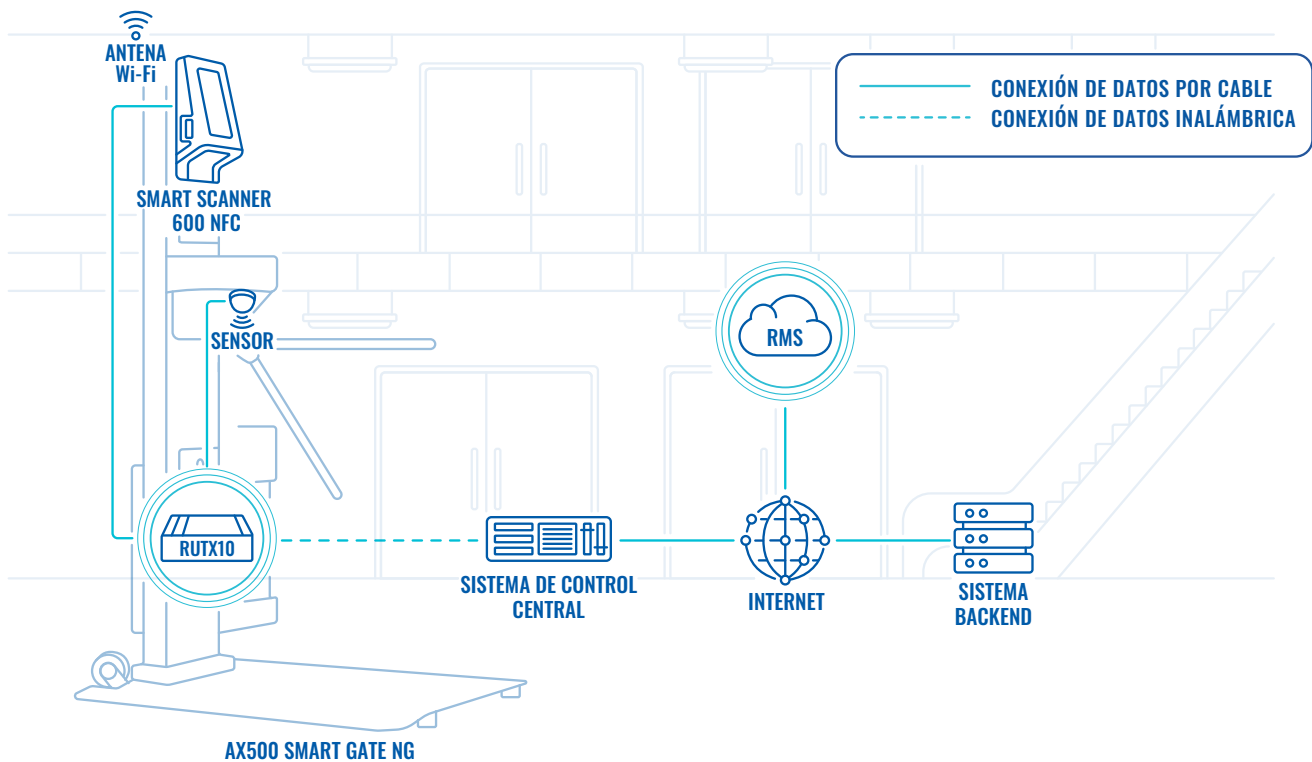 ANTENA
Wi-Fi
CONEXIÓN DE DATOS POR CABLE
CONEXIÓN DE DATOS INALÁMBRICA
SMART SCANNER
600 NFC
SENSOR
RMS
RUTX10
SISTEMA DE CONTROL
CENTRAL
INTERNET
SISTEMA
BACKEND
AX500 SMART GATE NG